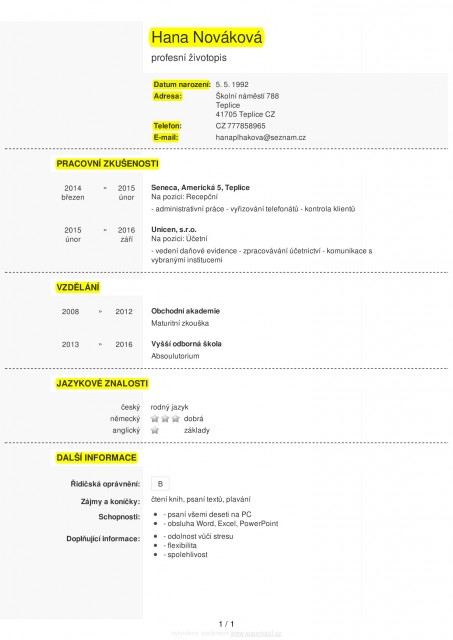 Hana Nováková
profesní životopis
Datum narození: 5. 5. 1992
Adresa: Školní náměstí 788
Teplice
41705 Teplice CZ
Telefon: CZ 777858965
E-mail: hanaplhakova@seznam.cz
PRACOVNÍ ZKUŠENOSTI
2014 » 2015 Seneca, Americká 5, Teplice
březen únor Na pozici: Recepční
- administrativní práce - vyřizování telefonátů - kontrola klientů
2015 » 2016 Unicen, s.r.o.
únor září Na pozici: Účetní
- vedení daňové evidence - zpracovávání účetnictví - komunikace s
vybranými institucemi
VZDĚLÁNÍ
2008 » 2012 Obchodní akademie
Maturitní zkouška
2013 » 2016 Vyšší odborná škola
Absoulutorium
JAZYKOVÉ ZNALOSTI
český rodný jazyk
německý dobrá
anglický základy
DALŠÍ INFORMACE
Řidičská oprávnění: B
Zájmy a koníčky: čtení knih, psaní textů, plavání
Schopnosti: - psaní všemi deseti na PC
- obsluha Word, Excel, PowerPoint
Doplňující informace: - odolnost vůči stresu
- flexibilita
- spolehlivost
1 / 1